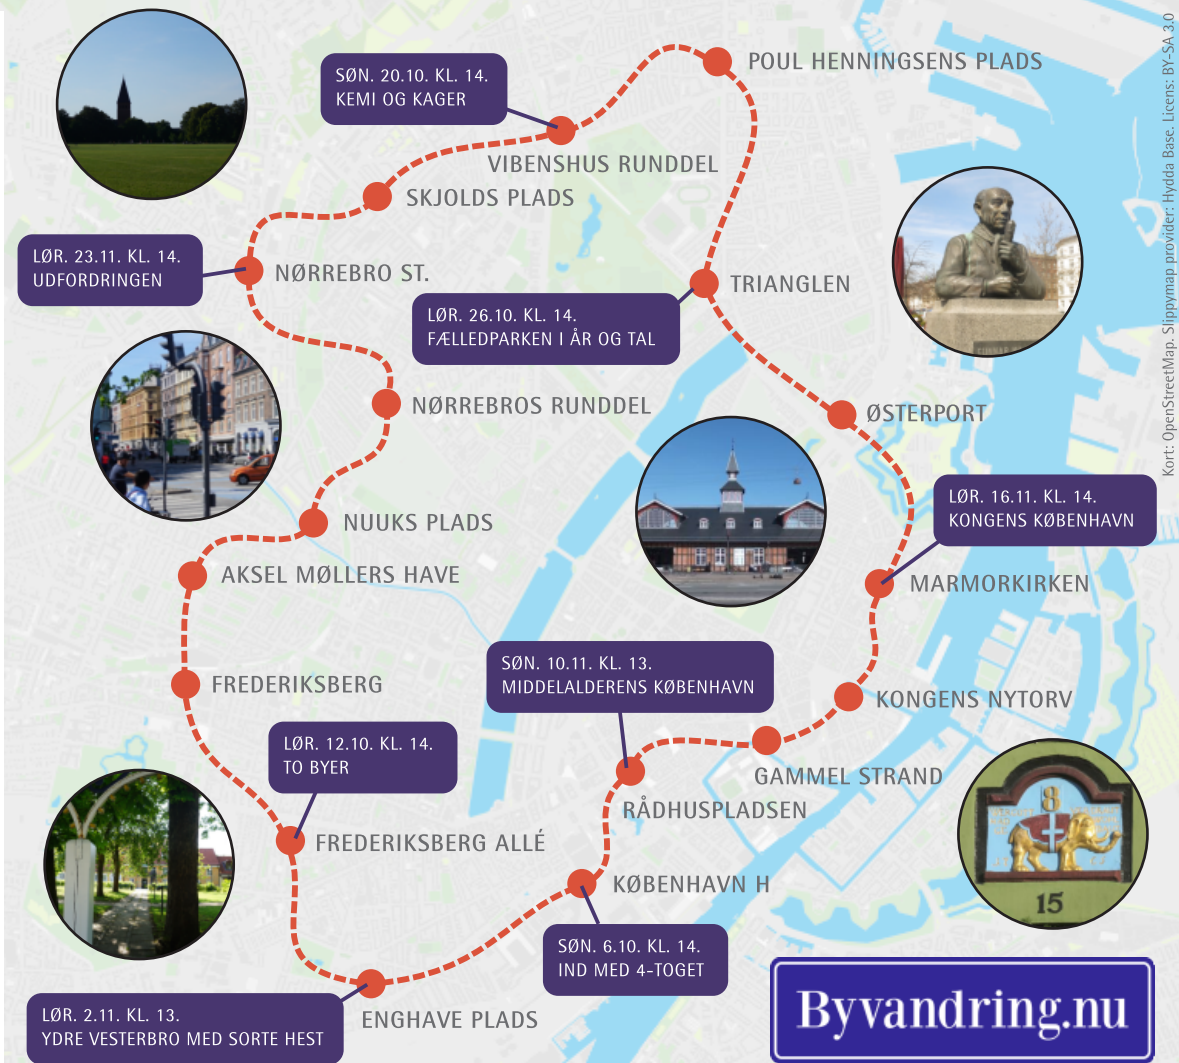 POUL HENNINGSENS PLADS
SØN. 20.10. KL. 14.
KEMI OG KAGER
VIBENSHUS RUNDDEL
SKJOLDS PLADS
LØR. 23.11. KL. 14.
UDFORDRINGEN
NØRREBRO ST.
TRIANGLEN
LØR. 26.10. KL. 14.
FÆLLEDPARKEN I ÅR OG TAL
NØRREBROS RUNDDEL
ØSTERPORT
LØR. 16.11. KL. 14.
KONGENS KØBENHAVN
NUUKS PLADS
AKSEL MØLLERS HAVE
MARMORKIRKEN
SØN. 10.11. KL. 13.
MIDDELALDERENS KØBENHAVN
FREDERIKSBERG
KONGENS NYTORV
LØR. 12.10. KL. 14.
TO BYER
GAMMEL STRAND
RÅDHUSPLADSEN
8
15
FREDERIKSBERG ALLÉ
KØBENHAVN H
SØN. 6.10. KL. 14.
IND MED 4-TOGET
LØR. 2.11. KL. 13.
YDRE VESTERBRO MED SORTE HEST
ENGHAVE PLADS
Byvandring.nu
Kort: OpenStreetMap. Slippymap provider: Hydda Base. Licens: BY-SA 3.0